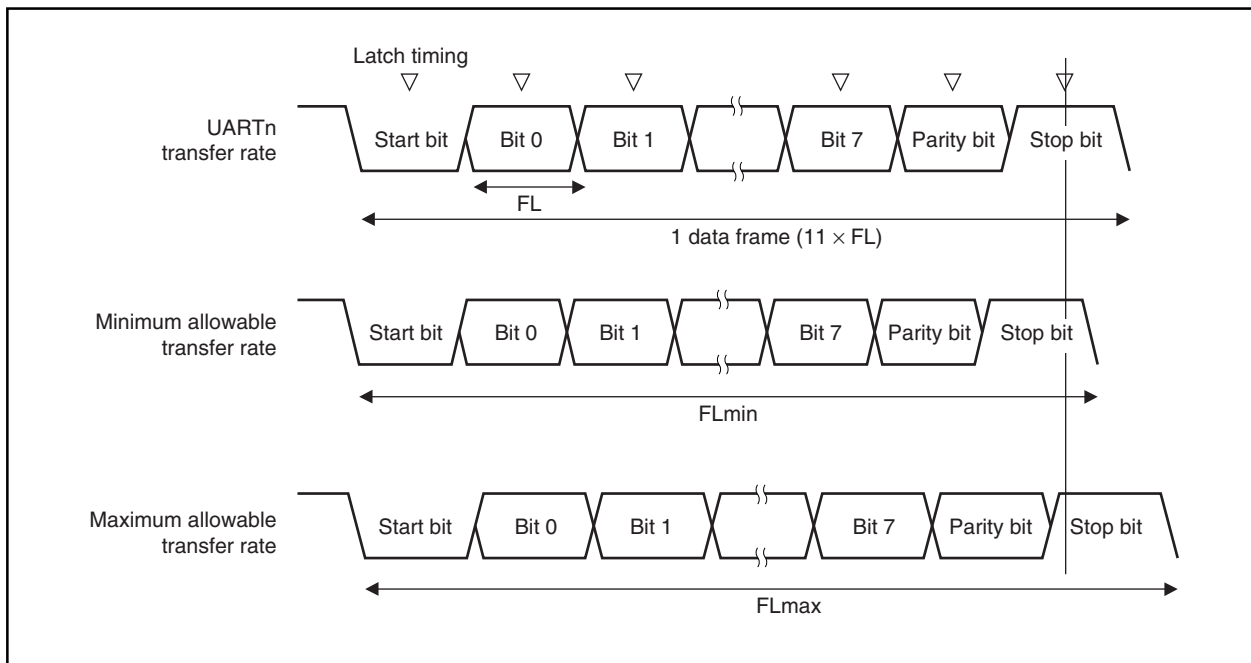 Latch timing
UARTn
transfer rate
Start bit
Bit 0
Bit 1
Bit 7
Parity bit
Stop bit
FL
1 data frame (11 × FL)
Minimum allowable
transfer rate
Start bit
Bit 0
Bit 1
Bit 7
Parity bit
Stop bit
FLmin
Maximum allowable
transfer rate
Start bit
Bit 0
Bit 1
Bit 7
Parity bit
Stop bit
FLmax